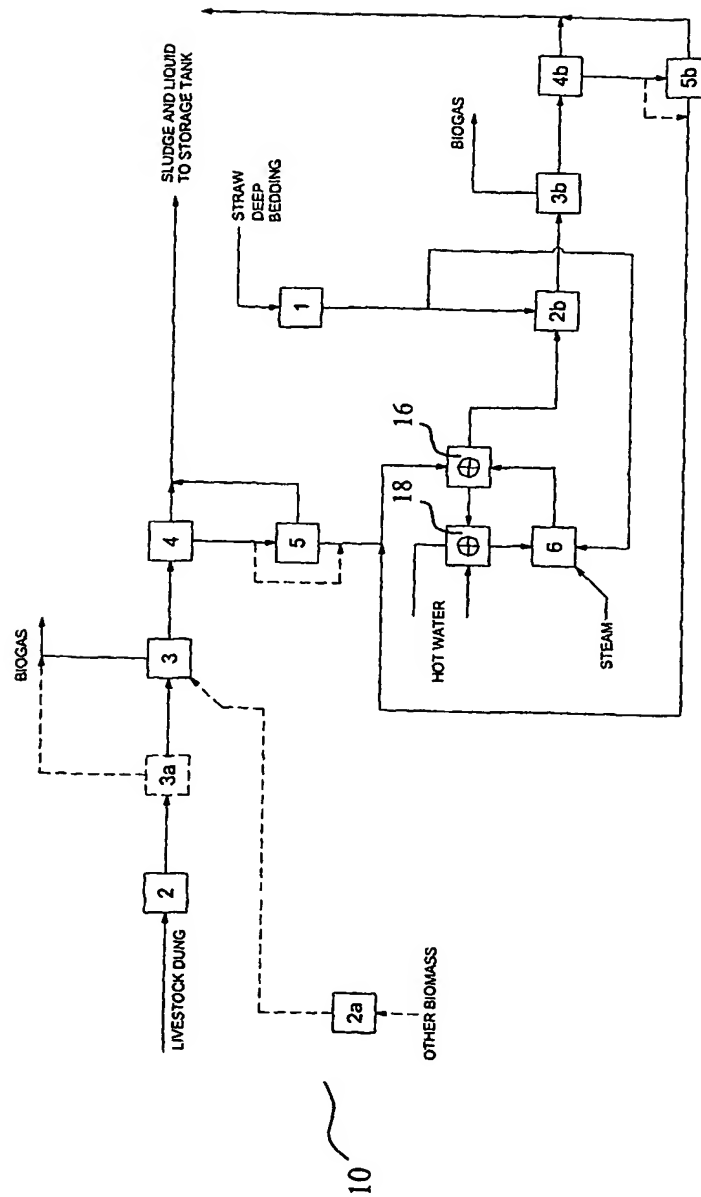 SLUDGE AND LIQUID
TO STORAGE TANK
BIOGAS
STRAW
DEEP
BEDDING
BIOGAS
1
4
4b
3b
5b
5
16
18
2b
3
3a
6
HOT WATER
STEAM
2
LIVESTOCK DUNG
2a
OTHER BIOMASS
10